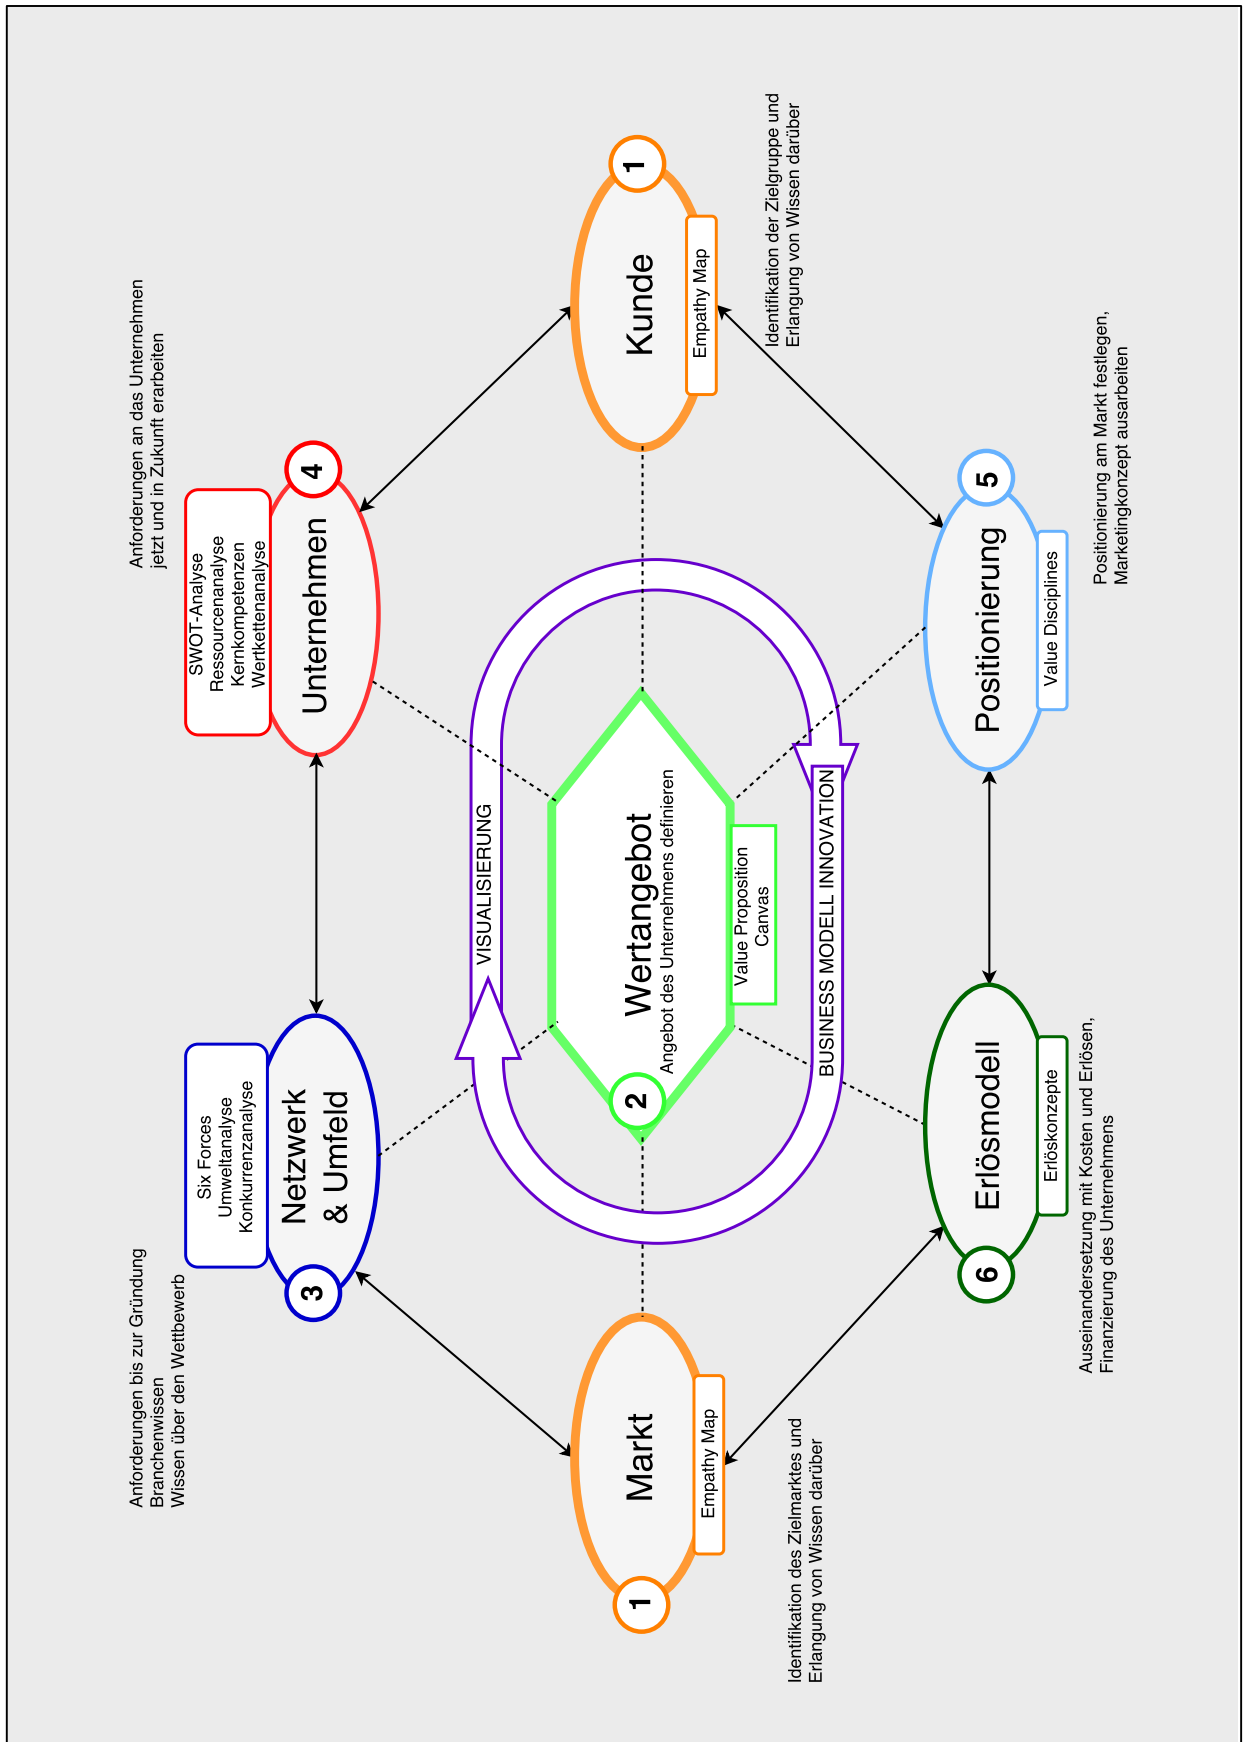 Anforderungen bis zur Gründung
Branchenwissen
Wissen über den Wettbewerb
Six Forces
Umweltanalyse
Konkurrenzanalyse
Netzwerk
& Umfeld
3
Anforderungen an das Unternehmen
jetzt und in Zukunft erarbeiten
SWOT-Analyse
Ressourcenanalyse
Kernkompetenzen
Wertkettenanalyse
Unternehmen
4
VISUALISIERUNG
1
Markt
Empathy Map
Identifikation des Zielmarktes und
Erlangung von Wissen darüber
2
Wertangebot
Angebot des Unternehmens definieren
Value Proposition
Canvas
BUSINESS MODELL INNOVATION
1
Kunde
Empathy Map
Identifikation der Zielgruppe und
Erlangung von Wissen darüber
6
Erlösmodell
Erlöskonzepte
Auseinandersetzung mit Kosten und Erlösen,
Finanzierung des Unternehmens
5
Positionierung
Value Disciplines
Positionierung am Markt festlegen,
Marketingkonzept ausarbeiten